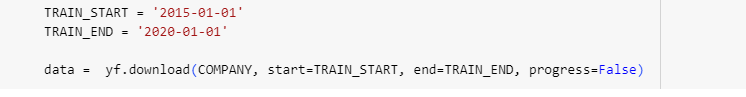 TRAIN_START = '2015-01-01'
TRAIN_END = '2020-01-01'
data =  yf.download(COMPANY, start=TRAIN_START, end=TRAIN_END, progress=False)